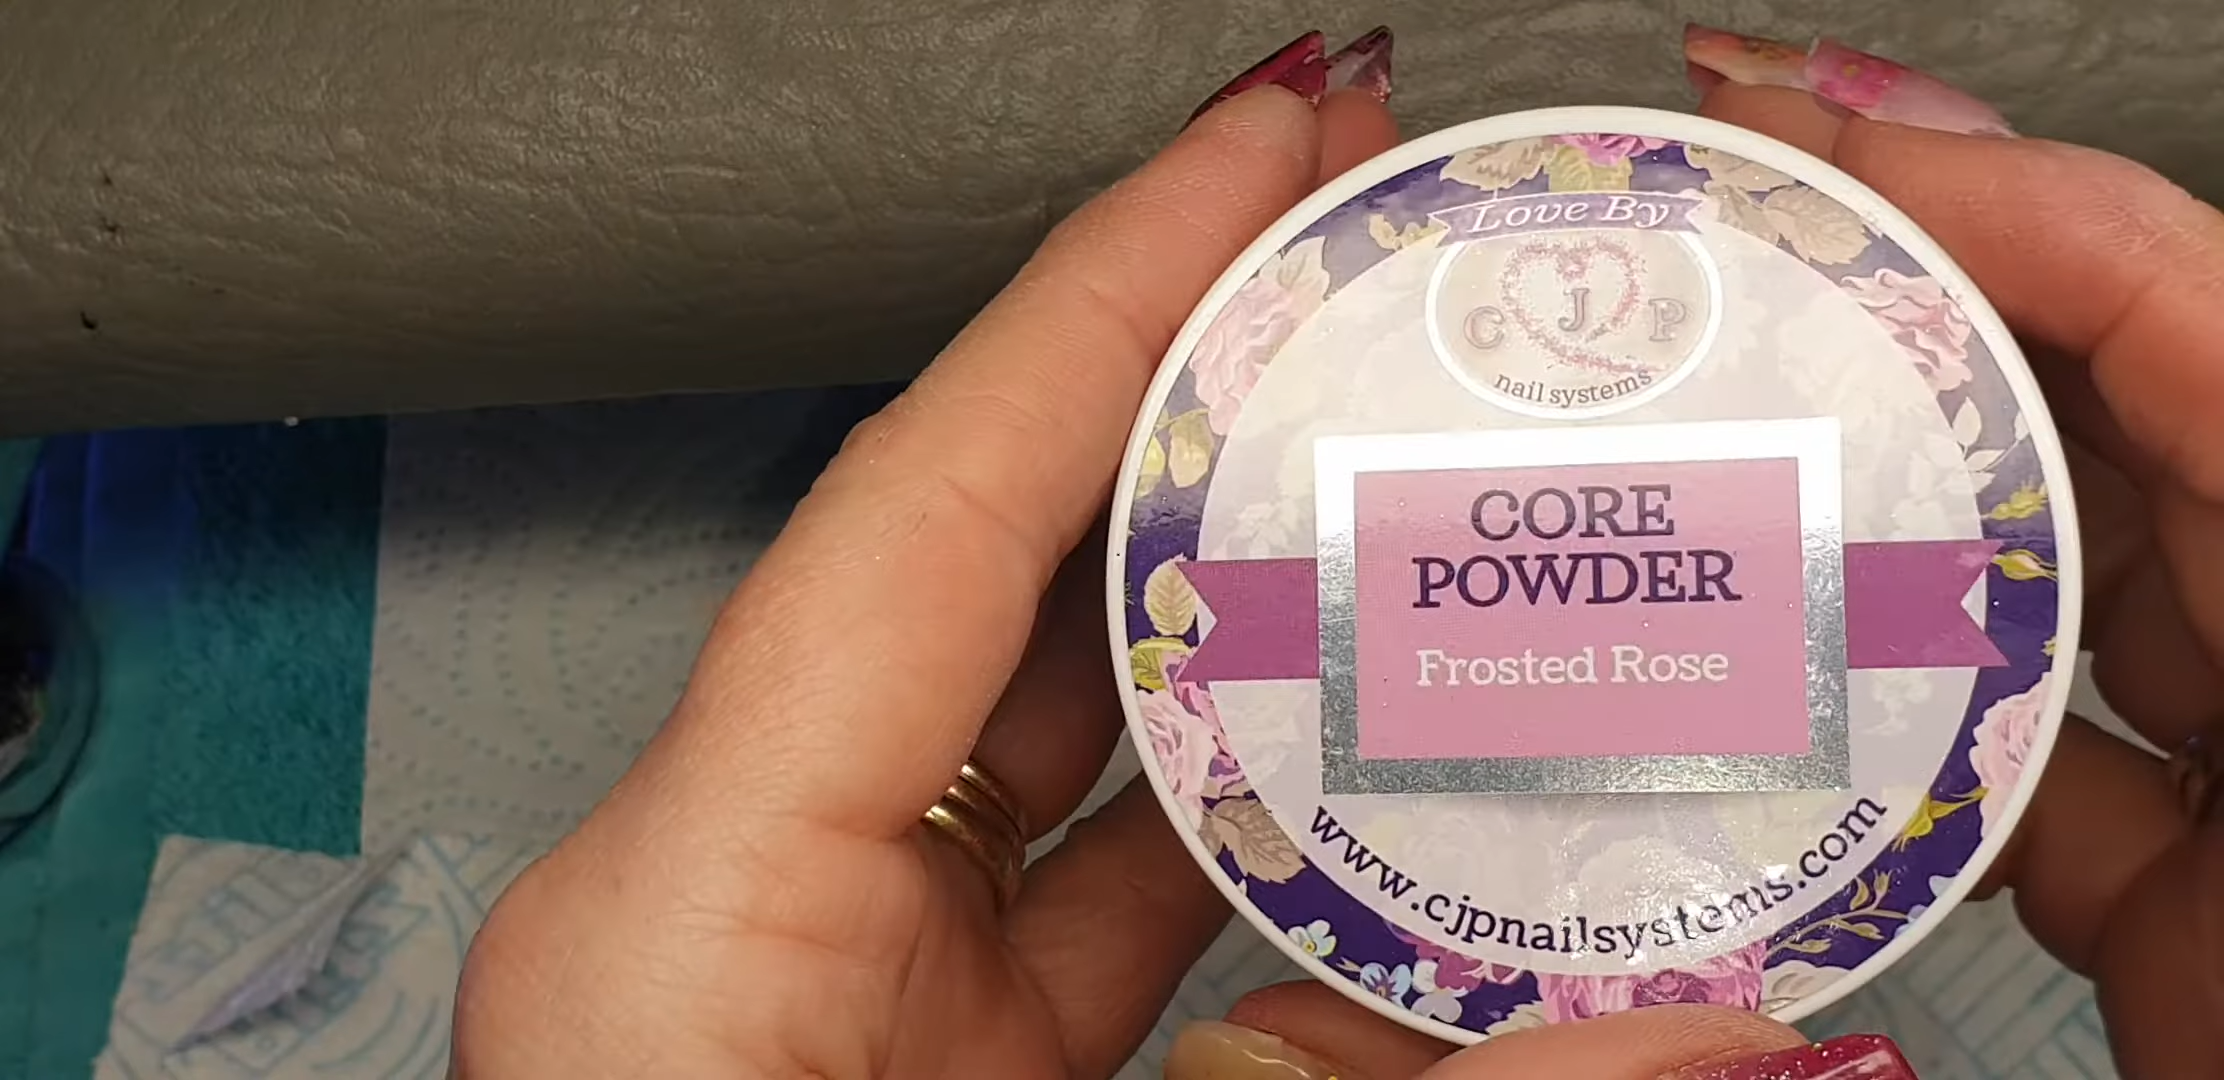 Love By
C J P
nail systems
CORE
POWDER
Frosted Rose
www.cjpnailsystems.com